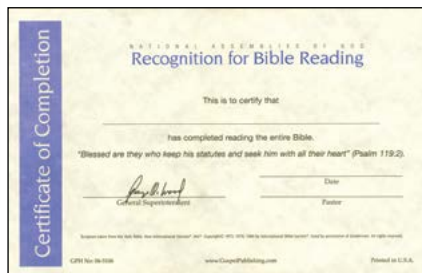 Certificate of Completion
NATIONAL ASSEMBLIES OF GOD
Recognition for Bible Reading
This is to certify that
has completed reading the entire Bible.
"Blessed are they who keep his statutes and seek him with all their heart" (Psalm 119:2).
General Superintendent
Date
Pastor
www.GospelPublishing.com
Printed in U.S.A.